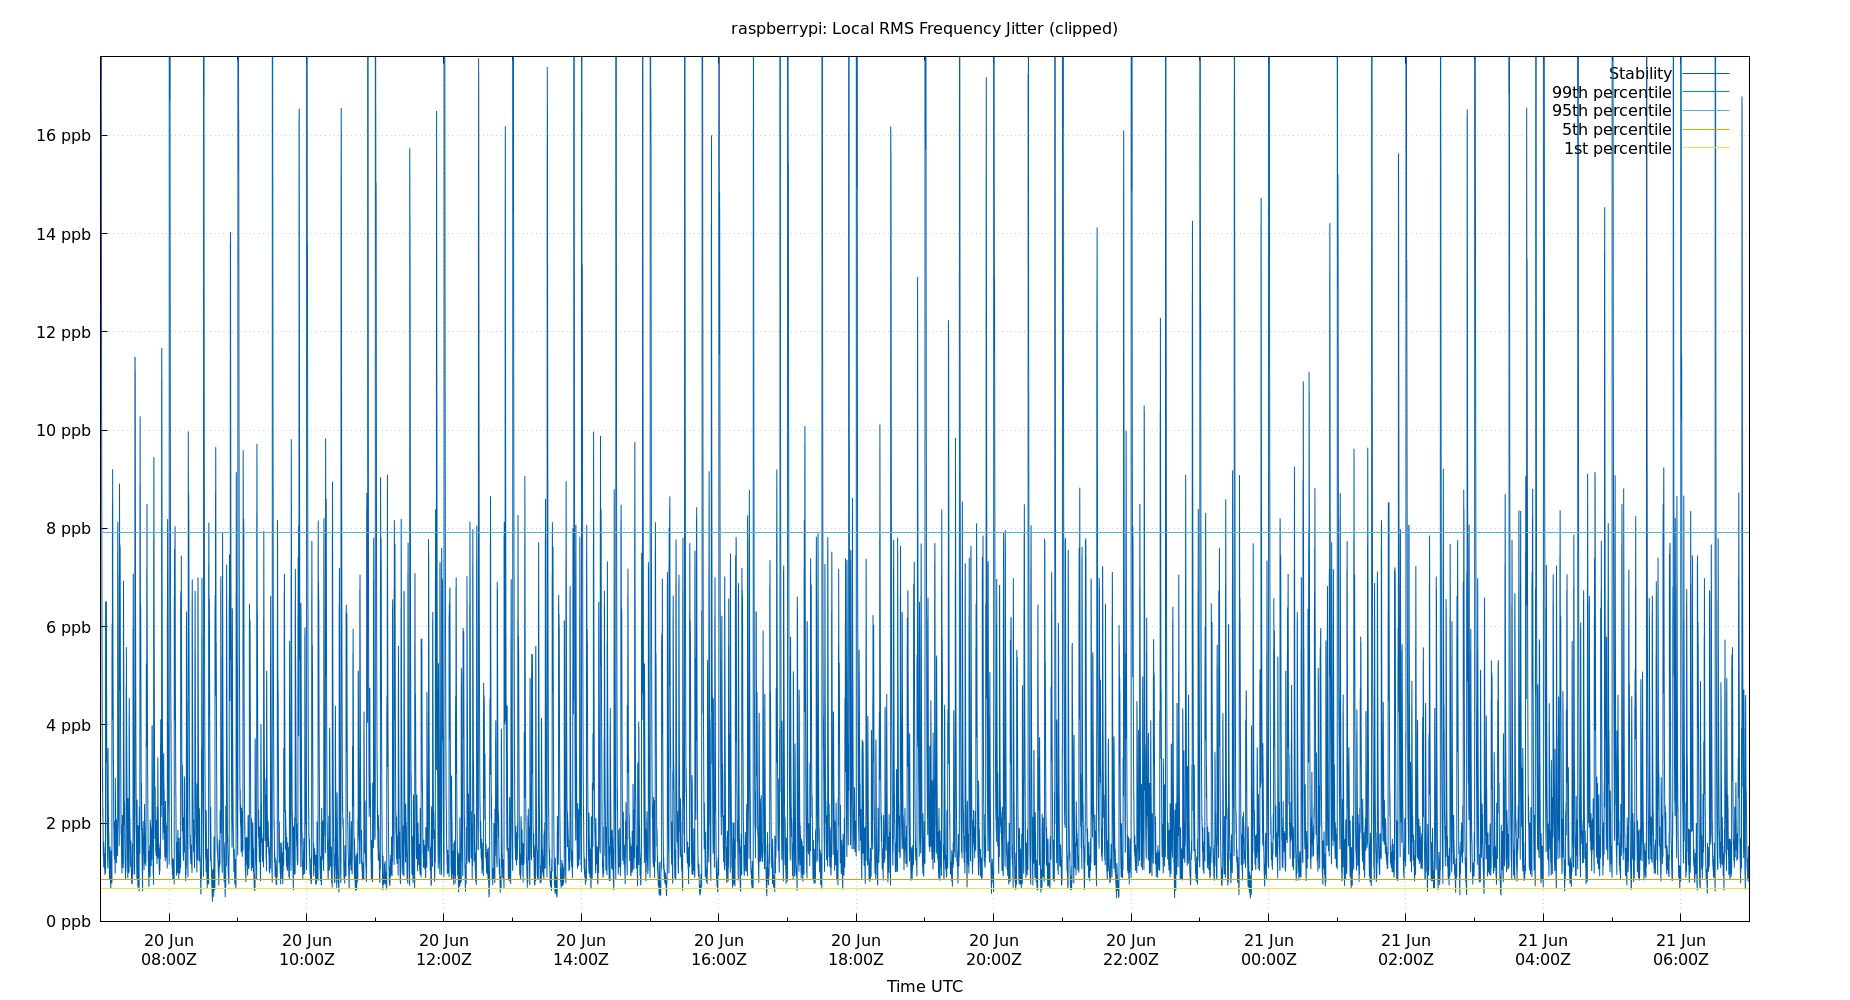 raspberrypi: Local RMS Frequency Jitter (clipped)
Stability
99th percentile
95th percentile
5th percentile
1st percentile
16 ppb
14 ppb
12 ppb
10 ppb
8 ppb
6 ppb
4 ppb
2 ppb
0 ppb
20 Jun 20 Jun 20 Jun 20 Jun 20 Jun 20 Jun 20 Jun 20 Jun 21 Jun 21 Jun 21 Jun 21 Jun
08:00Z 10:00Z 12:00Z 14:00Z 16:00Z 18:00Z 20:00Z 22:00Z 00:00Z 02:00Z 04:00Z 06:00Z
Time UTC